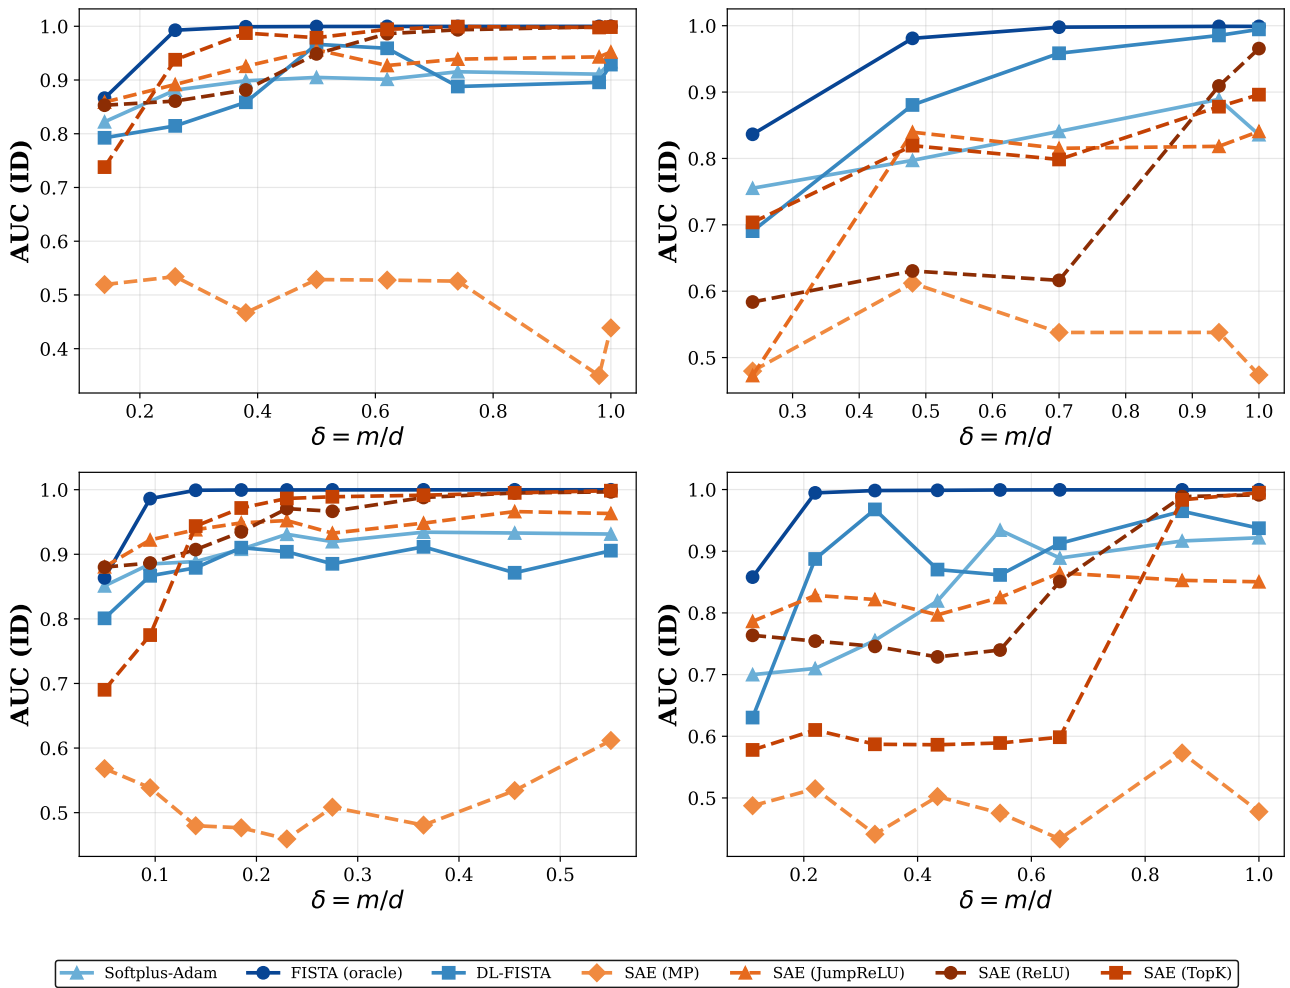 1.0
0.9
0.8
0.7
0.6
0.5
0.4
AUC (ID)
0.2 0.4 0.6 0.8 1.0
δ = m/d
1.0
0.9
0.8
0.7
0.6
0.5
AUC (ID)
0.3 0.4 0.5 0.6 0.7 0.8 0.9 1.0
δ = m/d
1.0
0.9
0.8
0.7
0.6
0.5
AUC (ID)
0.1 0.2 0.3 0.4 0.5
δ = m/d
1.0
0.9
0.8
0.7
0.6
0.5
AUC (ID)
0.2 0.4 0.6 0.8 1.0
δ = m/d
Softplus-Adam FISTA (oracle) DL-FISTA SAE (MP) SAE (JumpReLU) SAE (ReLU) SAE (TopK)